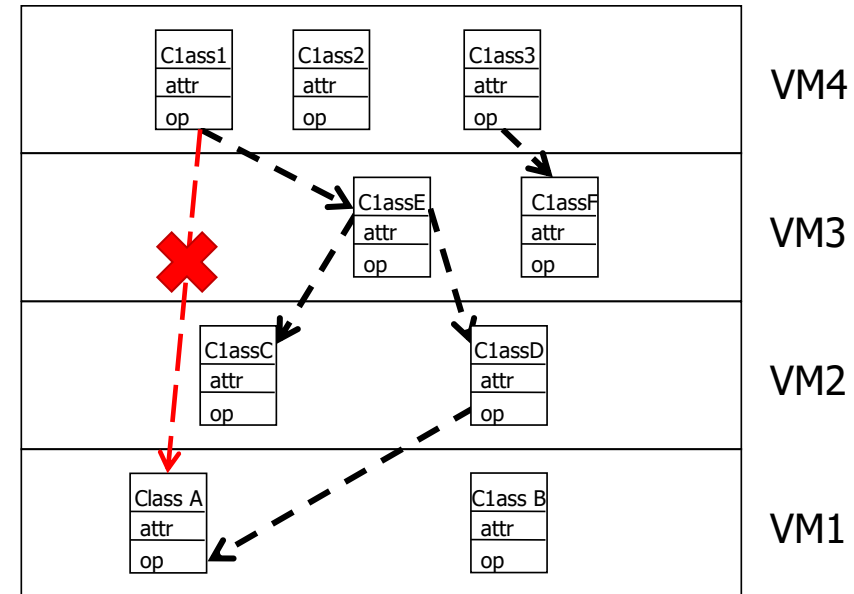 C1ass1
attr
op
C1ass2
attr
op
C1ass3
attr
op
VM4
C1assE
attr
op
C1assF
attr
op
VM3
C1assC
attr
op
C1assD
attr
op
VM2
Class A
attr
op
C1ass B
attr
op
VM1